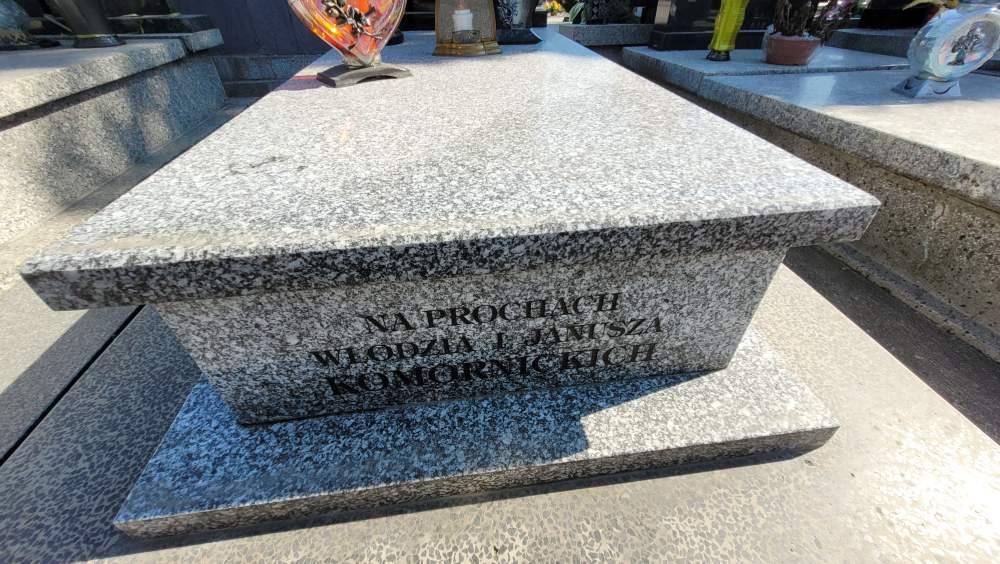 NA PROCHACH
WŁODZIA I JANUSZA
KOMORNICKICH